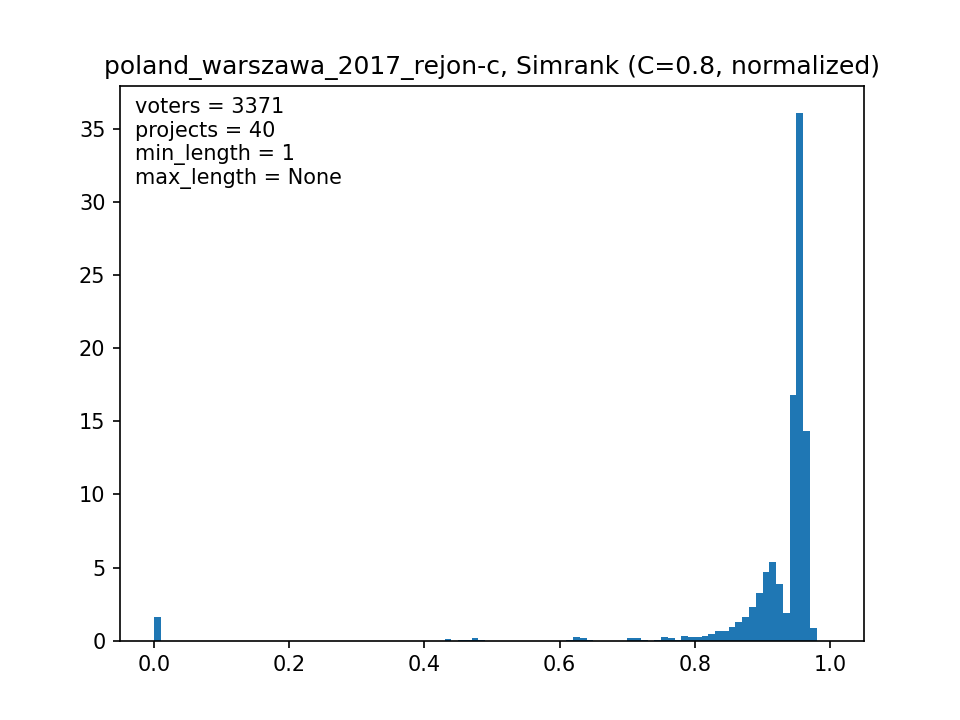 poland_warszawa_2017_rejon-c, Simrank (C=0.8, normalized)
voters = 3371
projects = 40
min_length = 1
max_length = None
35
30
25
20
15
10
5
0
0.0 0.2 0.4 0.6 0.8 1.0